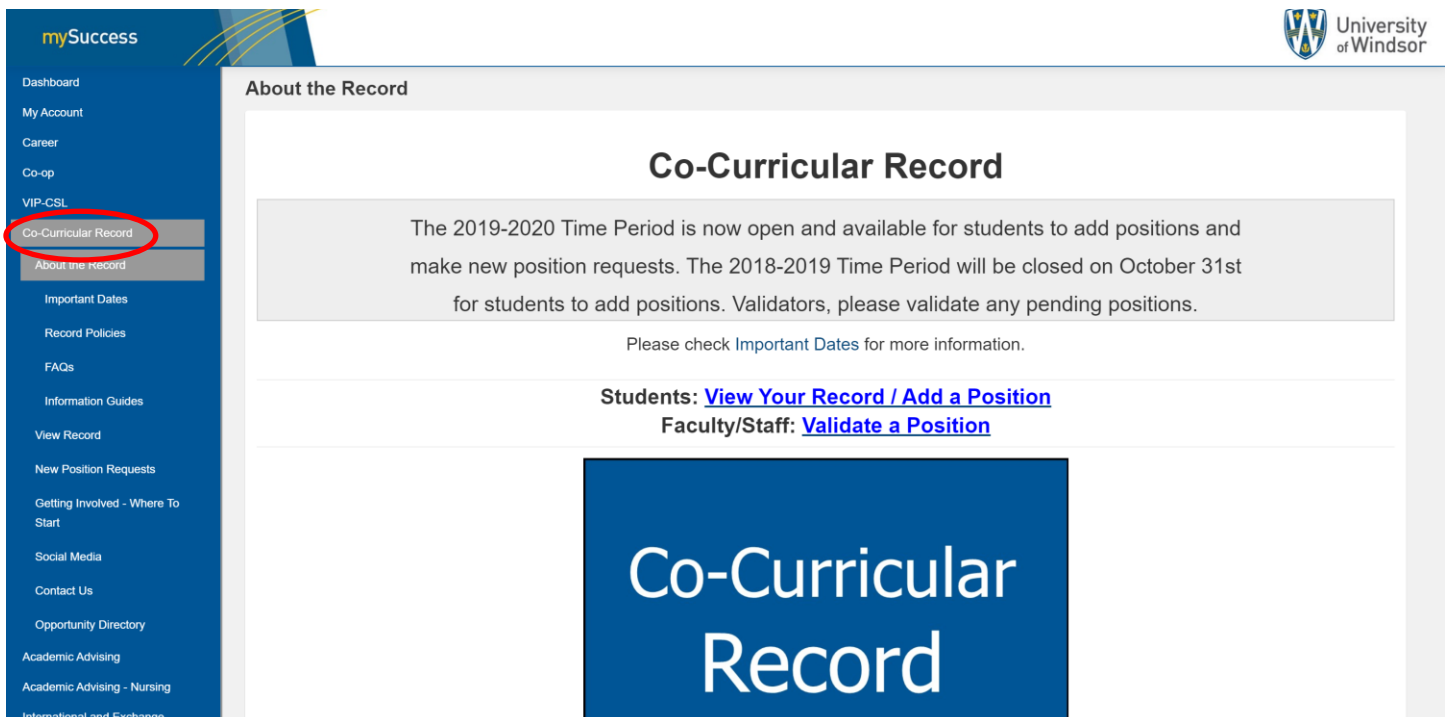 mySuccess
University
of Windsor
Dashboard
My Account
Career
Co-op
VIP-CSL
Co-Curricular Record
About the Record
Important Dates
Record Policies
FAQs
Information Guides
View Record
New Position Requests
Getting Involved - Where To
Start
Social Media
Contact Us
Opportunity Directory
Academic Advising
Academic Advising - Nursing
International and Exchange
About the Record
Co-Curricular Record
The 2019-2020 Time Period is now open and available for students to add positions and
make new position requests. The 2018-2019 Time Period will be closed on October 31st
for students to add positions. Validators, please validate any pending positions.
Please check Important Dates for more information.
Students: View Your Record / Add a Position
Faculty/Staff: Validate a Position
Co-Curricular
Record